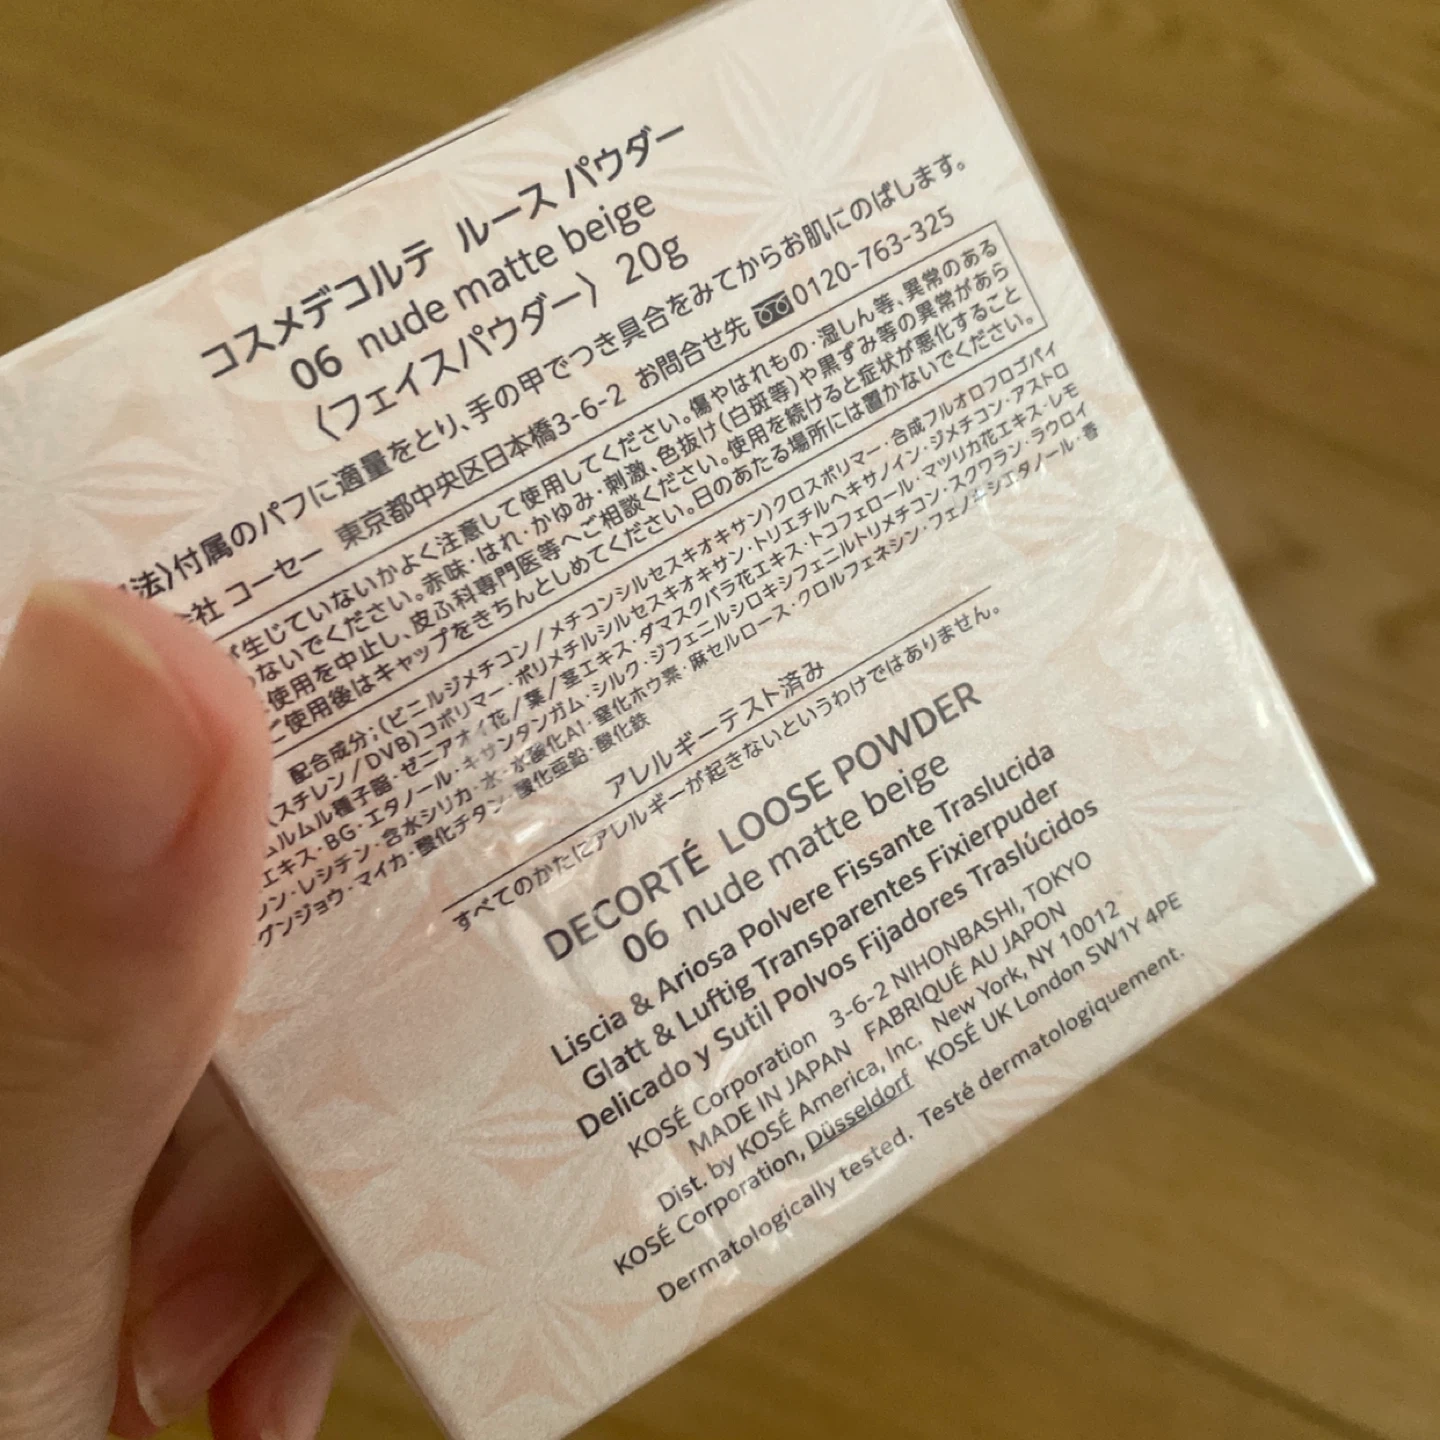 コスメデコルテ ルース パウダー
06 nude matte beige
〈フェイスパウダー〉 20g
法〉付属のパフに適量をとり、手の甲でつき具合をみてからお肌にのばします。
社 コーセー 東京都中央区日本橋3-6-2 お問合せ先 0120-763-325
が生じていないかよく注意して使用してください。傷やはれもの・湿しん等、異常のある
ないでください。赤味・はれ・かゆみ・刺激、色抜け(白斑等)や黒ずみ等の異常があら
使用を中止し、皮ふ科専門医等へご相談ください。使用を続けると症状が悪化すること
ご使用後はキャップをきちんとしめてください。日のあたる場所には置かないでください。
配合成分;(ビニルジメチコン/メチコンシルセスキオキサン)クロスポリマー・合成フルオロフロゴパイ
(スチレン/DVB)コポリマー・ポリメチルシルセスキオキサン・トリエチルヘキサノイン・ジメチコン・アストロ
ルムル種子脂・ゼニアオイ花/葉/茎エキス・ダマスクバラ花エキス・トコフェロール・マツリカ花エキス・レモ
エキス・BG・エタノール・キサンタンガム・シルク・ジフェニルシロキシフェニルトリメチコン・スクワラン・ラウロイ
ン・レシチン・含水シリカ・水・水酸化Al・窒化ホウ素・麻セルロース・クロルフェネシン・フェノキシエタノール・香
グンジョウ・マイカ・酸化チタン・酸化亜鉛・酸化鉄
アレルギーテスト済み
すべてのかたにアレルギーが起きないというわけではありません。
DECORTÉ LOOSE POWDER
06 nude matte beige
Liscia & Ariosa Polvere Fissante Traslucida
Glatt & Luftig Transparentes Fixierpuder
Delicado y Sutil Polvos Fijadores Traslúcidos
KOSÉ Corporation 3-6-2 NIHONBASHI, TOKYO
MADE IN JAPAN FABRIQUÉ AU JAPON
Dist. by KOSÉ America, Inc. New York, NY 10012
KOSÉ Corporation, Düsseldorf KOSÉ UK London SW1Y 4PE
Dermatologically tested. Testé dermatologiquement.